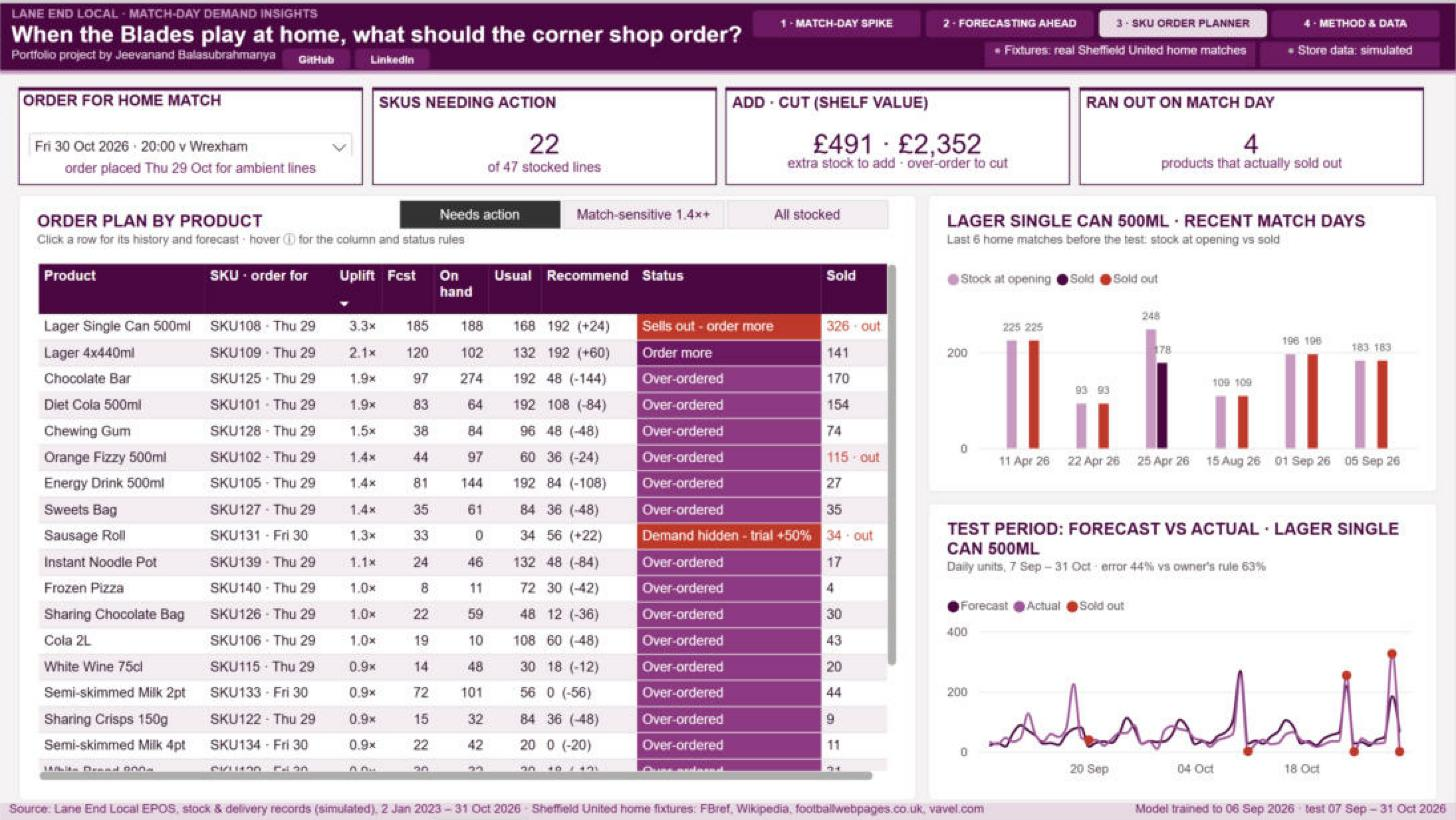 LANE END LOCAL · MATCH-DAY DEMAND INSIGHTS
When the Blades play at home, what should the corner shop order?
Portfolio project by Jeevanand Balasubrahmanya GitHub LinkedIn
1 · MATCH-DAY SPIKE 2 · FORECASTING AHEAD 3 · SKU ORDER PLANNER 4 · METHOD & DATA
● Fixtures: real Sheffield United home matches ● Store data: simulated
ORDER FOR HOME MATCH
Fri 30 Oct 2026 · 20:00 v Wrexham
order placed Thu 29 Oct for ambient lines
SKUS NEEDING ACTION
22
of 47 stocked lines
ADD · CUT (SHELF VALUE)
£491 · £2,352
extra stock to add · over-order to cut
RAN OUT ON MATCH DAY
4
products that actually sold out
ORDER PLAN BY PRODUCT
Needs action Match-sensitive 1.4×+ All stocked
Click a row for its history and forecast · hover ⓘ for the column and status rules
Product SKU · order for Uplift Fcst On hand Usual Recommend Status Sold
Lager Single Can 500ml SKU108 · Thu 29 3.3× 185 188 168 192 (+24) Sells out - order more 326 · out
Lager 4x440ml SKU109 · Thu 29 2.1× 120 102 132 192 (+60) Order more 141
Chocolate Bar SKU125 · Thu 29 1.9× 97 274 192 48 (-144) Over-ordered 170
Diet Cola 500ml SKU101 · Thu 29 1.9× 83 64 192 108 (-84) Over-ordered 154
Chewing Gum SKU128 · Thu 29 1.5× 38 84 96 48 (-48) Over-ordered 74
Orange Fizzy 500ml SKU102 · Thu 29 1.4× 44 97 60 36 (-24) Over-ordered 115 · out
Energy Drink 500ml SKU105 · Thu 29 1.4× 81 144 192 84 (-108) Over-ordered 27
Sweets Bag SKU127 · Thu 29 1.4× 35 61 84 36 (-48) Over-ordered 35
Sausage Roll SKU131 · Fri 30 1.3× 33 0 34 56 (+22) Demand hidden - trial +50% 34 · out
Instant Noodle Pot SKU139 · Thu 29 1.1× 24 46 132 48 (-84) Over-ordered 17
Frozen Pizza SKU140 · Thu 29 1.0× 8 11 72 30 (-42) Over-ordered 4
Sharing Chocolate Bag SKU126 · Thu 29 1.0× 22 59 48 12 (-36) Over-ordered 30
Cola 2L SKU106 · Thu 29 1.0× 19 10 108 60 (-48) Over-ordered 43
White Wine 75cl SKU115 · Thu 29 0.9× 14 48 30 18 (-12) Over-ordered 20
Semi-skimmed Milk 2pt SKU133 · Fri 30 0.9× 72 101 56 0 (-56) Over-ordered 44
Sharing Crisps 150g SKU122 · Thu 29 0.9× 15 32 84 36 (-48) Over-ordered 9
Semi-skimmed Milk 4pt SKU134 · Fri 30 0.9× 22 42 20 0 (-20) Over-ordered 11
LAGER SINGLE CAN 500ML · RECENT MATCH DAYS
Last 6 home matches before the test: stock at opening vs sold
Stock at opening Sold Sold out
248
225 225 178 196 196 183 183
200
109 109
93 93
0
11 Apr 26 22 Apr 26 25 Apr 26 15 Aug 26 01 Sep 26 05 Sep 26
TEST PERIOD: FORECAST VS ACTUAL · LAGER SINGLE
CAN 500ML
Daily units, 7 Sep – 31 Oct · error 44% vs owner's rule 63%
Forecast Actual Sold out
400
200
0
20 Sep 04 Oct 18 Oct
Source: Lane End Local EPOS, stock & delivery records (simulated), 2 Jan 2023 – 31 Oct 2026 · Sheffield United home fixtures: FBref, Wikipedia, footballwebpages.co.uk, vavel.com
Model trained to 06 Sep 2026 · test 07 Sep – 31 Oct 2026